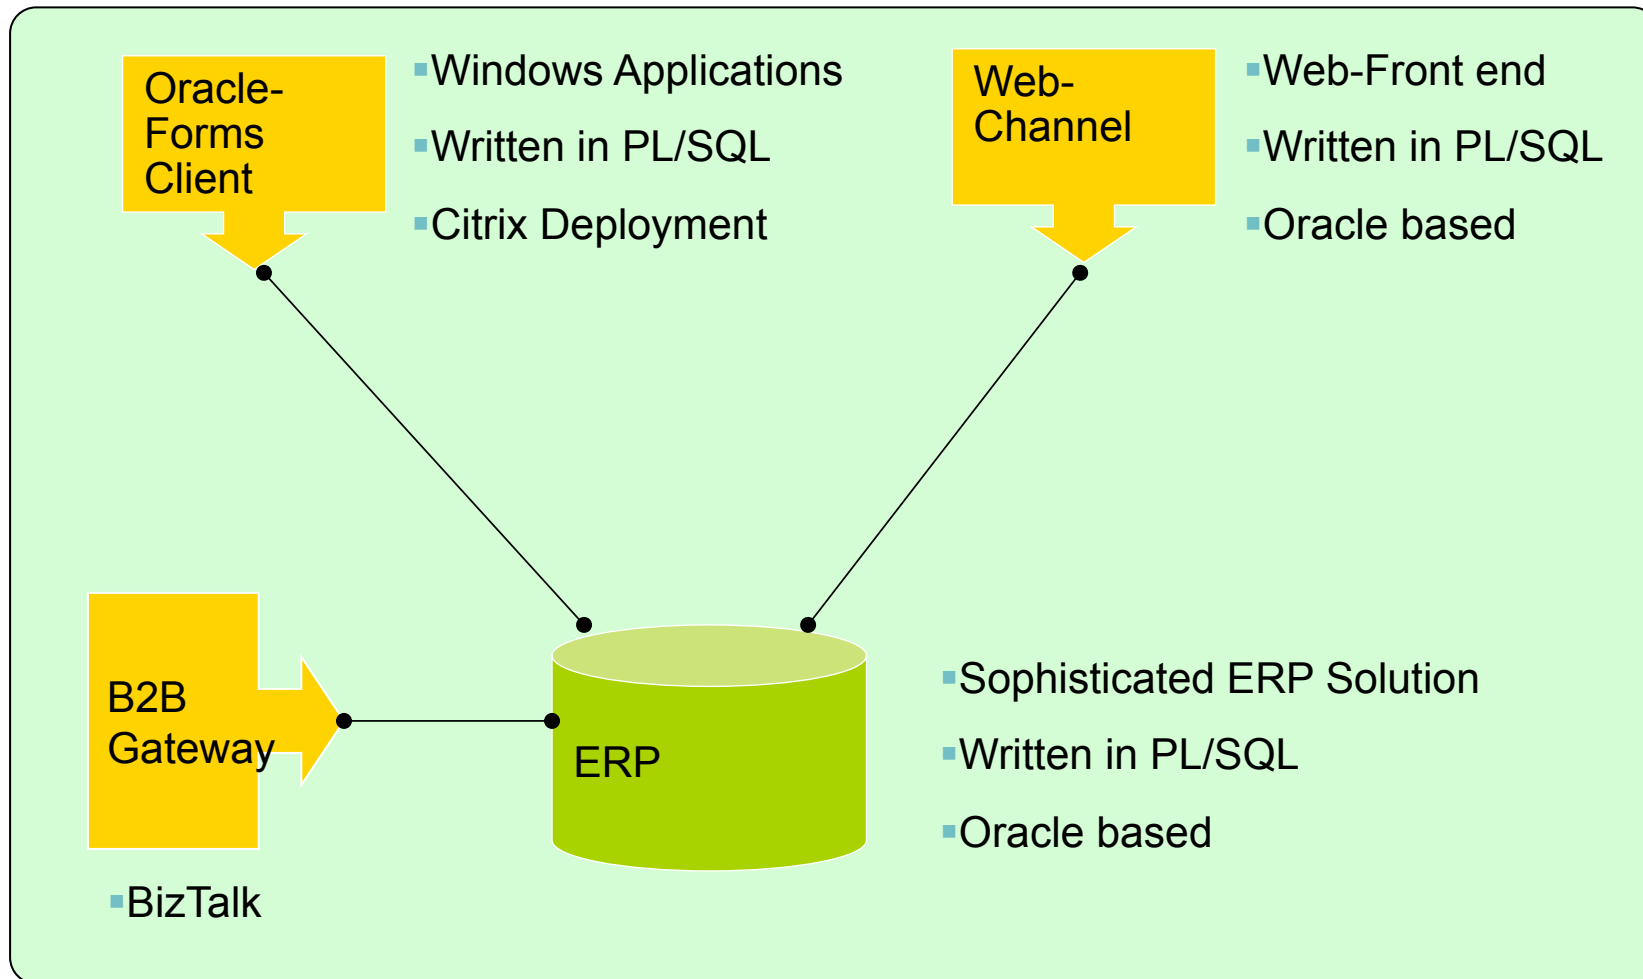 Oracle-
Forms
Client
▪Windows Applications
▪Written in PL/SQL
▪Citrix Deployment
Web-
Channel
▪Web-Front end
▪Written in PL/SQL
▪Oracle based
B2B
Gateway
▪BizTalk
ERP
▪Sophisticated ERP Solution
▪Written in PL/SQL
▪Oracle based